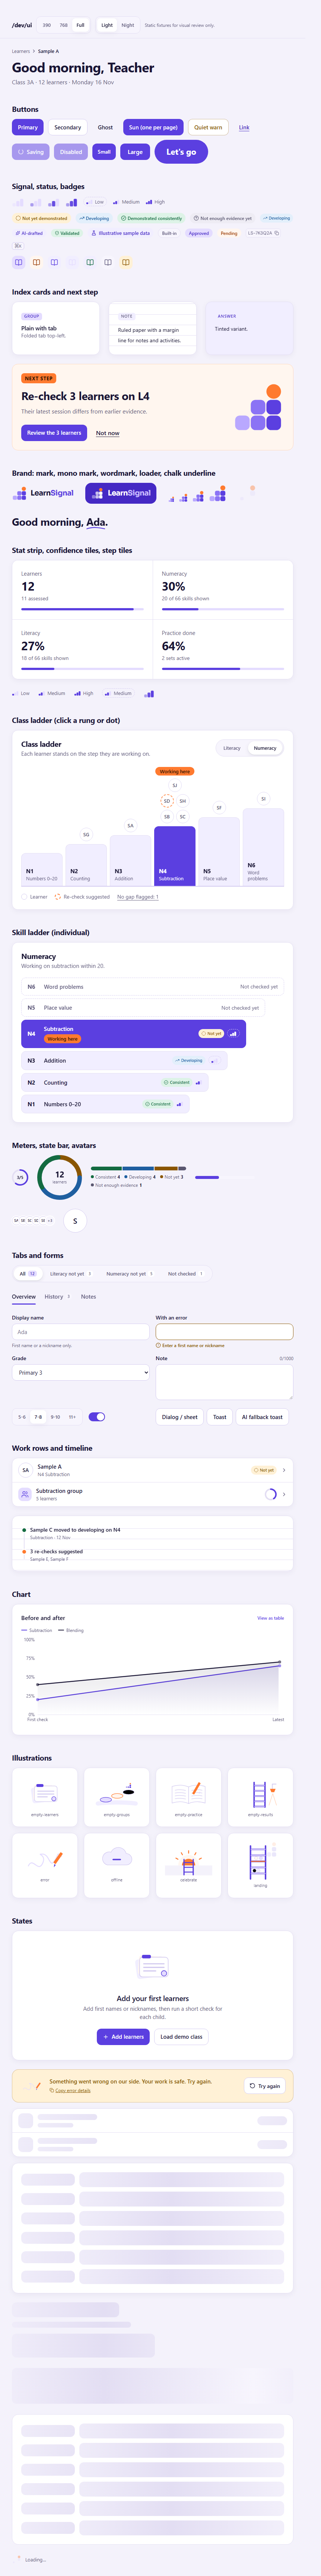 /dev/ui 390 768 Full Light Night Static fixtures for visual review only.
Learners › Sample A
Good morning, Teacher
Class 3A · 12 learners · Monday 16 Nov
Buttons
Primary Secondary Ghost Sun (one per page) Quiet warn Link
Saving Disabled Small Large Let's go
Signal, status, badges
Low Medium High
Not yet demonstrated Developing Demonstrated consistently Not enough evidence yet Developing
AI-drafted Validated Illustrative sample data Built-in Approved Pending
Index cards and next step
GROUP
Plain with tab
Folded tab top-left.
NOTE
Ruled paper with a margin
line for notes and activities.
ANSWER
Tinted variant.
NEXT STEP
Re-check 3 learners on L4
Their latest session differs from earlier evidence.
Review the 3 learners Not now
Brand: mark, mono mark, wordmark, loader, chalk underline
LearnSignal LearnSignal
Good morning, Ada.
Stat strip, confidence tiles, step tiles
Learners
12
11 assessed
Numeracy
30%
20 of 66 skills shown
Literacy
27%
18 of 66 skills shown
Practice done
64%
2 sets active
Low Medium High Medium
Class ladder (click a rung or dot)
Class ladder
Each learner stands on the step they are working on.
Literacy Numeracy
Working here
SJ
SD SH
SB SC
SG
SA
SF
SI
N1
Numbers 0–20
N2
Counting
N3
Addition
N4
Subtraction
N5
Place value
N6
Word problems
Learner Re-check suggested No gap flagged: 1
Skill ladder (individual)
Numeracy
Working on subtraction within 20.
N6 Word problems Not checked yet
N5 Place value Not checked yet
N4 Subtraction Not yet
Working here
N3 Addition Developing
N2 Counting Consistent
N1 Numbers 0–20 Consistent
Meters, state bar, avatars
3/5
12
learners
Consistent 4 Developing 4 Not yet 3
Not enough evidence 1
S
Tabs and forms
All 12 Literacy not yet Numeracy not yet Not checked 1
Overview History 3 Notes
Display name
Ada
First name or a nickname, only.
With an error
Enter a first name or nickname
Grade
Primary 3
Note 0/1000
5-6 7-8 9-10 11+
Dialog / sheet Toast AI fallback toast
Work rows and timeline
SA Sample A
N4 Subtraction
Not yet
Subtraction group
5 learners
Sample C moved to developing on N4
Subtraction · 12 Nov
3 re-checks suggested
Sample E, Sample F
Chart
Before and after View as table
Subtraction Blending
100%
75%
50%
25%
0%
First check Latest
Illustrations
empty-learners empty-groups empty-practice empty-results
error offline celebrate landing
States
Add your first learners
Add first names or nicknames, then run a short check for
each child.
Add learners Load demo class
Something went wrong on our side. Your work is safe. Try again.
Copy error details
Try again
Loading...